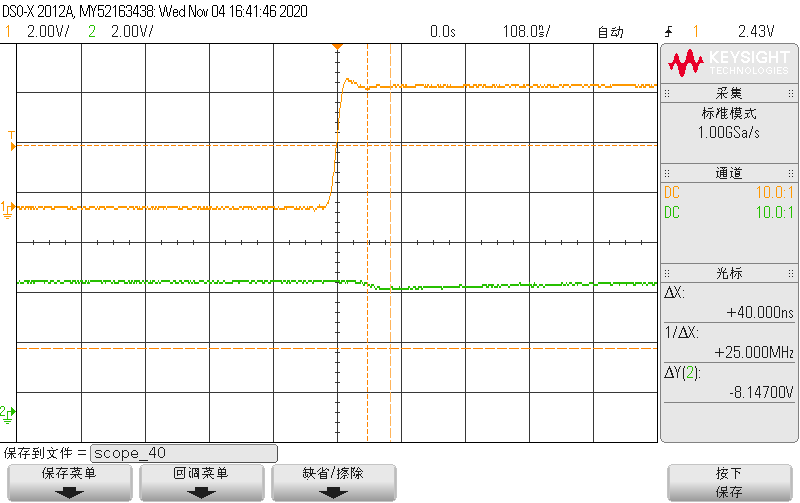 DSO-X 2012A, MY52163438: Wed Nov 04 16:41:46 2020
1 2.00V/ 2 2.00V/ 0.0s 108.0ns/ 自动 1 2.43V
KEYSIGHT
TECHNOLOGIES
采集
标准模式
1.00GSa/s
通道
DC 10.0:1
DC 10.0:1
光标
ΔX:
+40.000ns
1/ΔX:
+25.000MHz
ΔY(2):
-8.14700V
T
1
2
保存到文件 = scope_40
保存菜单 回调菜单 缺省/擦除 按下
保存